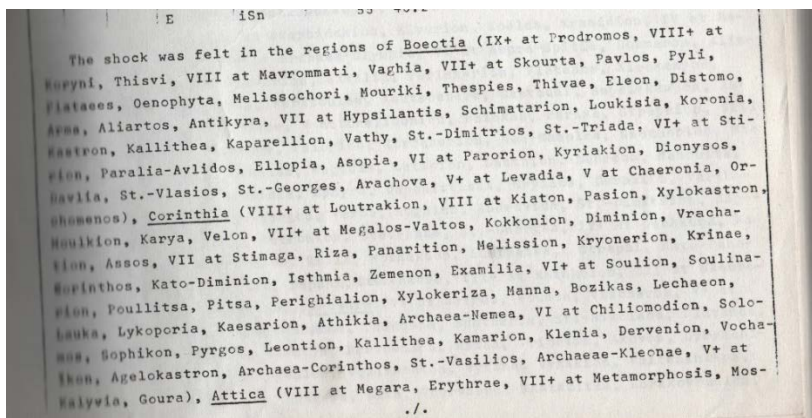 E iSn 55 40.2
The shock was felt in the regions of Boeotia (IX+ at Prodromos, VIII+ at
Thisvi, VIII at Mavrommati, Vaghia, VII+ at Skourta, Pavlos, Pyli,
Plataees, Oenophyta, Melissochori, Mouriki, Thespies, Thivae, Eleon, Distomo,
Arma, Aliartos, Antikyra, VII at Hypsilantis, Schimatarion, Loukisia, Koronia,
Kastron, Kallithea, Kaparellion, Vathy, St.-Dimitrios, St.-Triada, VI+ at Sti-
rion, Paralia-Avlidos, Ellopia, Asopia, VI at Parorion, Kyriakion, Dionysos,
Davlia, St.-Vlasios, St.-Georges, Arachova, V+ at Levadia, V at Chaeronia, Or-
chomenos), Corinthia (VIII+ at Loutrakion, VIII at Kiaton, Pasion, Xylokastron,
Karya, Velon, VII+ at Megalos-Valtos, Kokkonion, Diminion, Vracha-
tion, Assos, VII at Stimaga, Riza, Panarition, Melission, Kryonerion, Krinae,
Korinthos, Kato-Diminion, Isthmia, Zemenon, Examilia, VI+ at Soulion, Soulina-
rion, Poullitsa, Pitsa, Perighialion, Xylokeriza, Manna, Bozikas, Lechaeon,
Lauka, Lykoporia, Kaesarion, Athikia, Archaea-Nemea, VI at Chiliomodion, Solo-
mos, Sophikon, Pyrgos, Leontion, Kallithea, Kamarion, Klenia, Dervenion, Vocha-
ikon, Agelokastron, Archaea-Corinthos, St.-Vasilios, Archaeae-Kleonae, V+ at
Kalyvia, Goura), Attica (VIII at Megara, Erythrae, VII+ at Metamorphosis, Mos-
./.